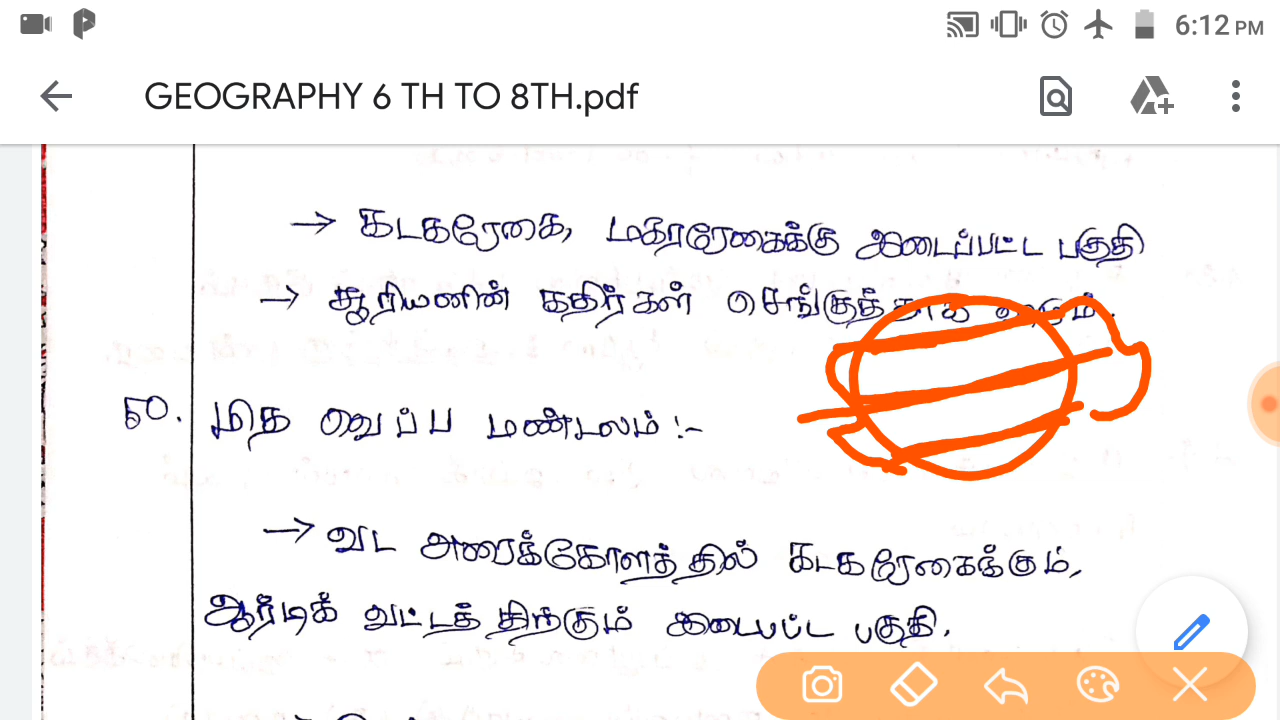 6:12 PM
GEOGRAPHY 6 TH TO 8TH.pdf
→ கடகரேகை, மகரரேகைக்கு இடைப்பட்ட பகுதி
→ சூரியனின் கதிர்கள் செங்குத்தாக
50. மித வெப்ப மண்டலம் :-
→ வட அரைக்கோளத்தில் கடகரேகைக்கும்,
ஆர்டிக் வட்டத்திற்கும் இடைபட்ட பகுதி.